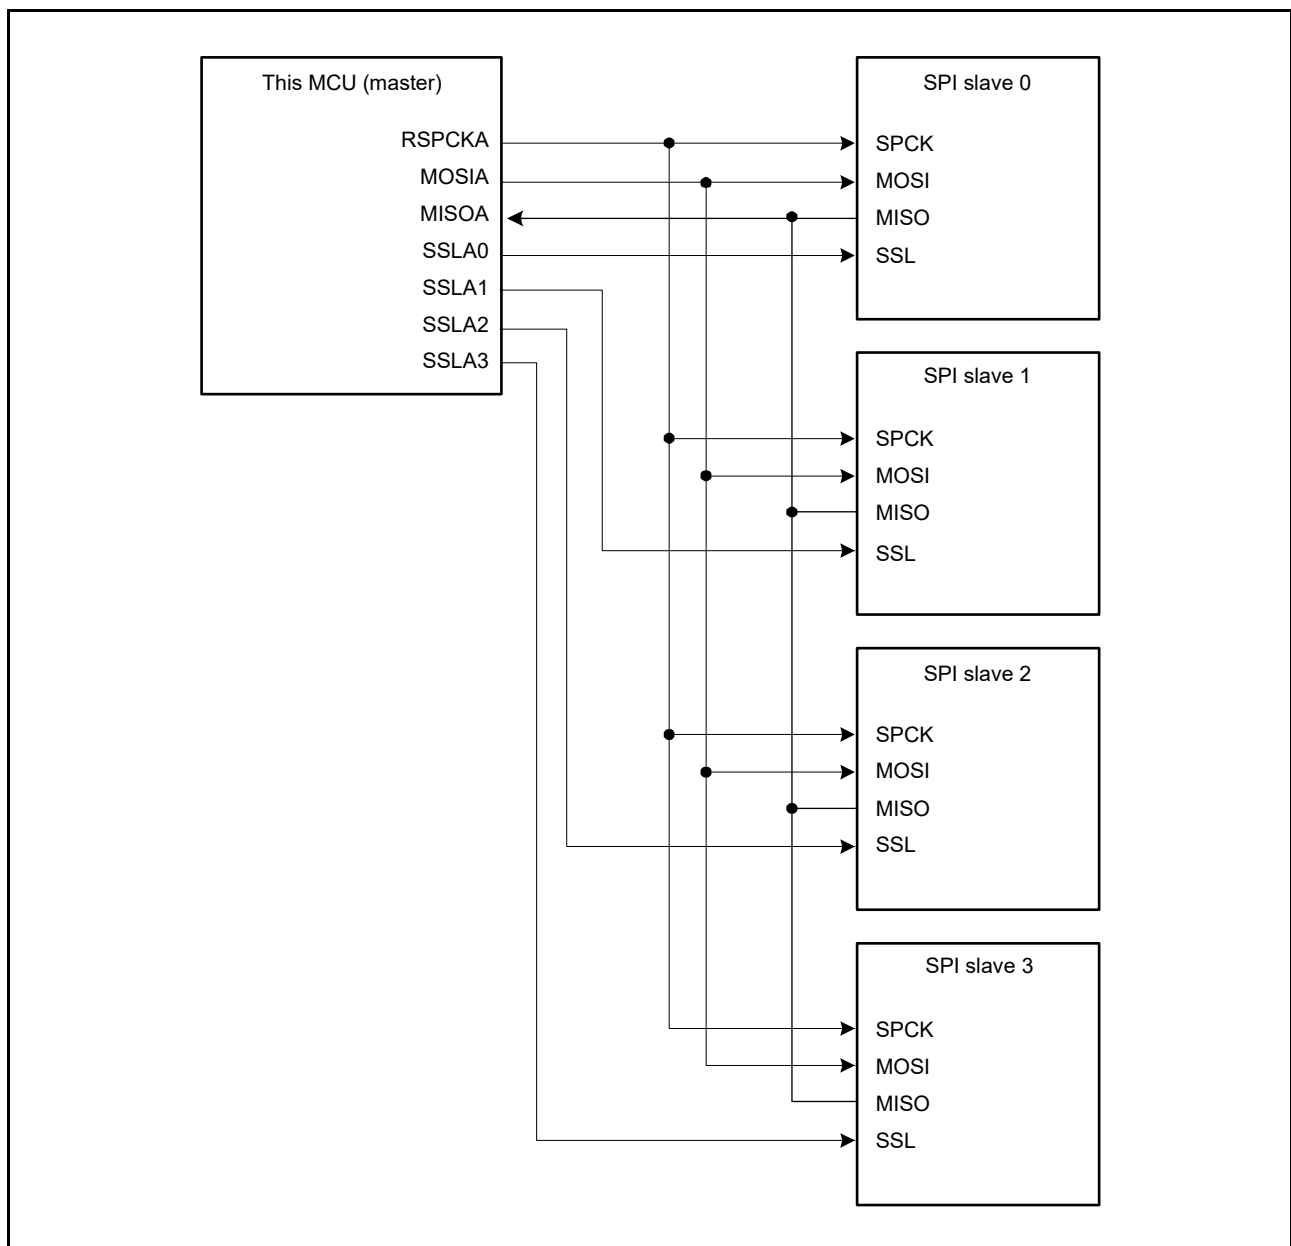 This MCU (master)
RSPCKA
MOSIA
MISOA
SSLA0
SSLA1
SSLA2
SSLA3
SPI slave 0
SPCK
MOSI
MISO
SSL
SPI slave 1
SPCK
MOSI
MISO
SSL
SPI slave 2
SPCK
MOSI
MISO
SSL
SPI slave 3
SPCK
MOSI
MISO
SSL